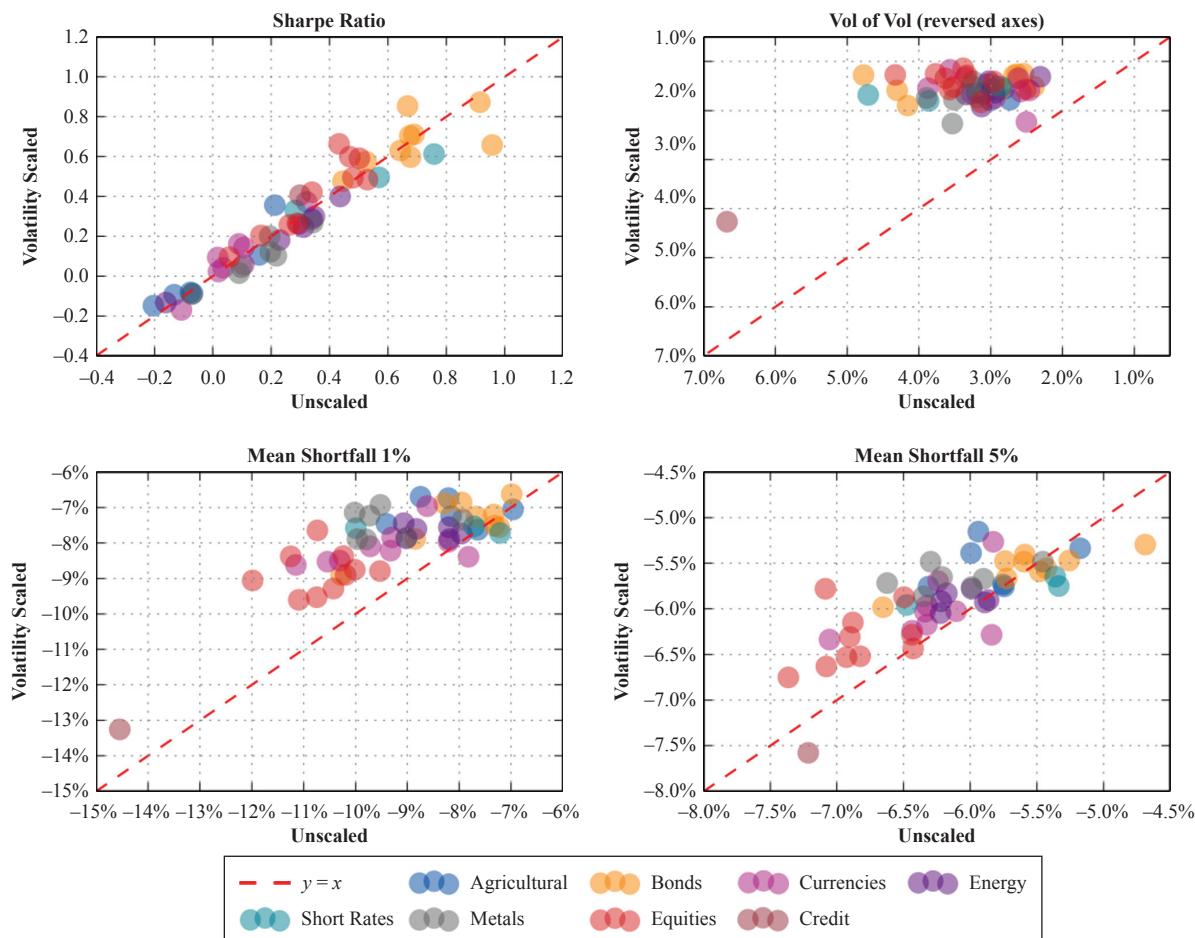 Sharpe Ratio
1.2
1.0
0.8
0.6
0.4
0.2
0.0
–0.2
–0.4
Volatility Scaled
–0.4 –0.2 0.0 0.2 0.4 0.6 0.8 1.0 1.2
Unscaled
Vol of Vol (reversed axes)
1.0%
2.0%
3.0%
4.0%
5.0%
6.0%
7.0%
Volatility Scaled
7.0% 5.0% 4.0% 3.0% 2.0% 1.0%
Unscaled
Mean Shortfall 1%
–6%
–7%
–8%
–9%
–10%
–11%
–12%
–13%
–14%
–15%
Volatility Scaled
–15% –14% –13% –12% –11% –10% –9% –8% –7% –6%
Unscaled
Mean Shortfall 5%
–4.5%
–5.0%
–5.5%
–6.0%
–6.5%
–7.0%
–7.5%
–8.0%
Volatility Scaled
–8.0% –7.0% –6.5% –6.0% –5.5% –5.0% –4.5%
Unscaled
y = x Agricultural Bonds Currencies Energy
Short Rates Metals Equities Credit